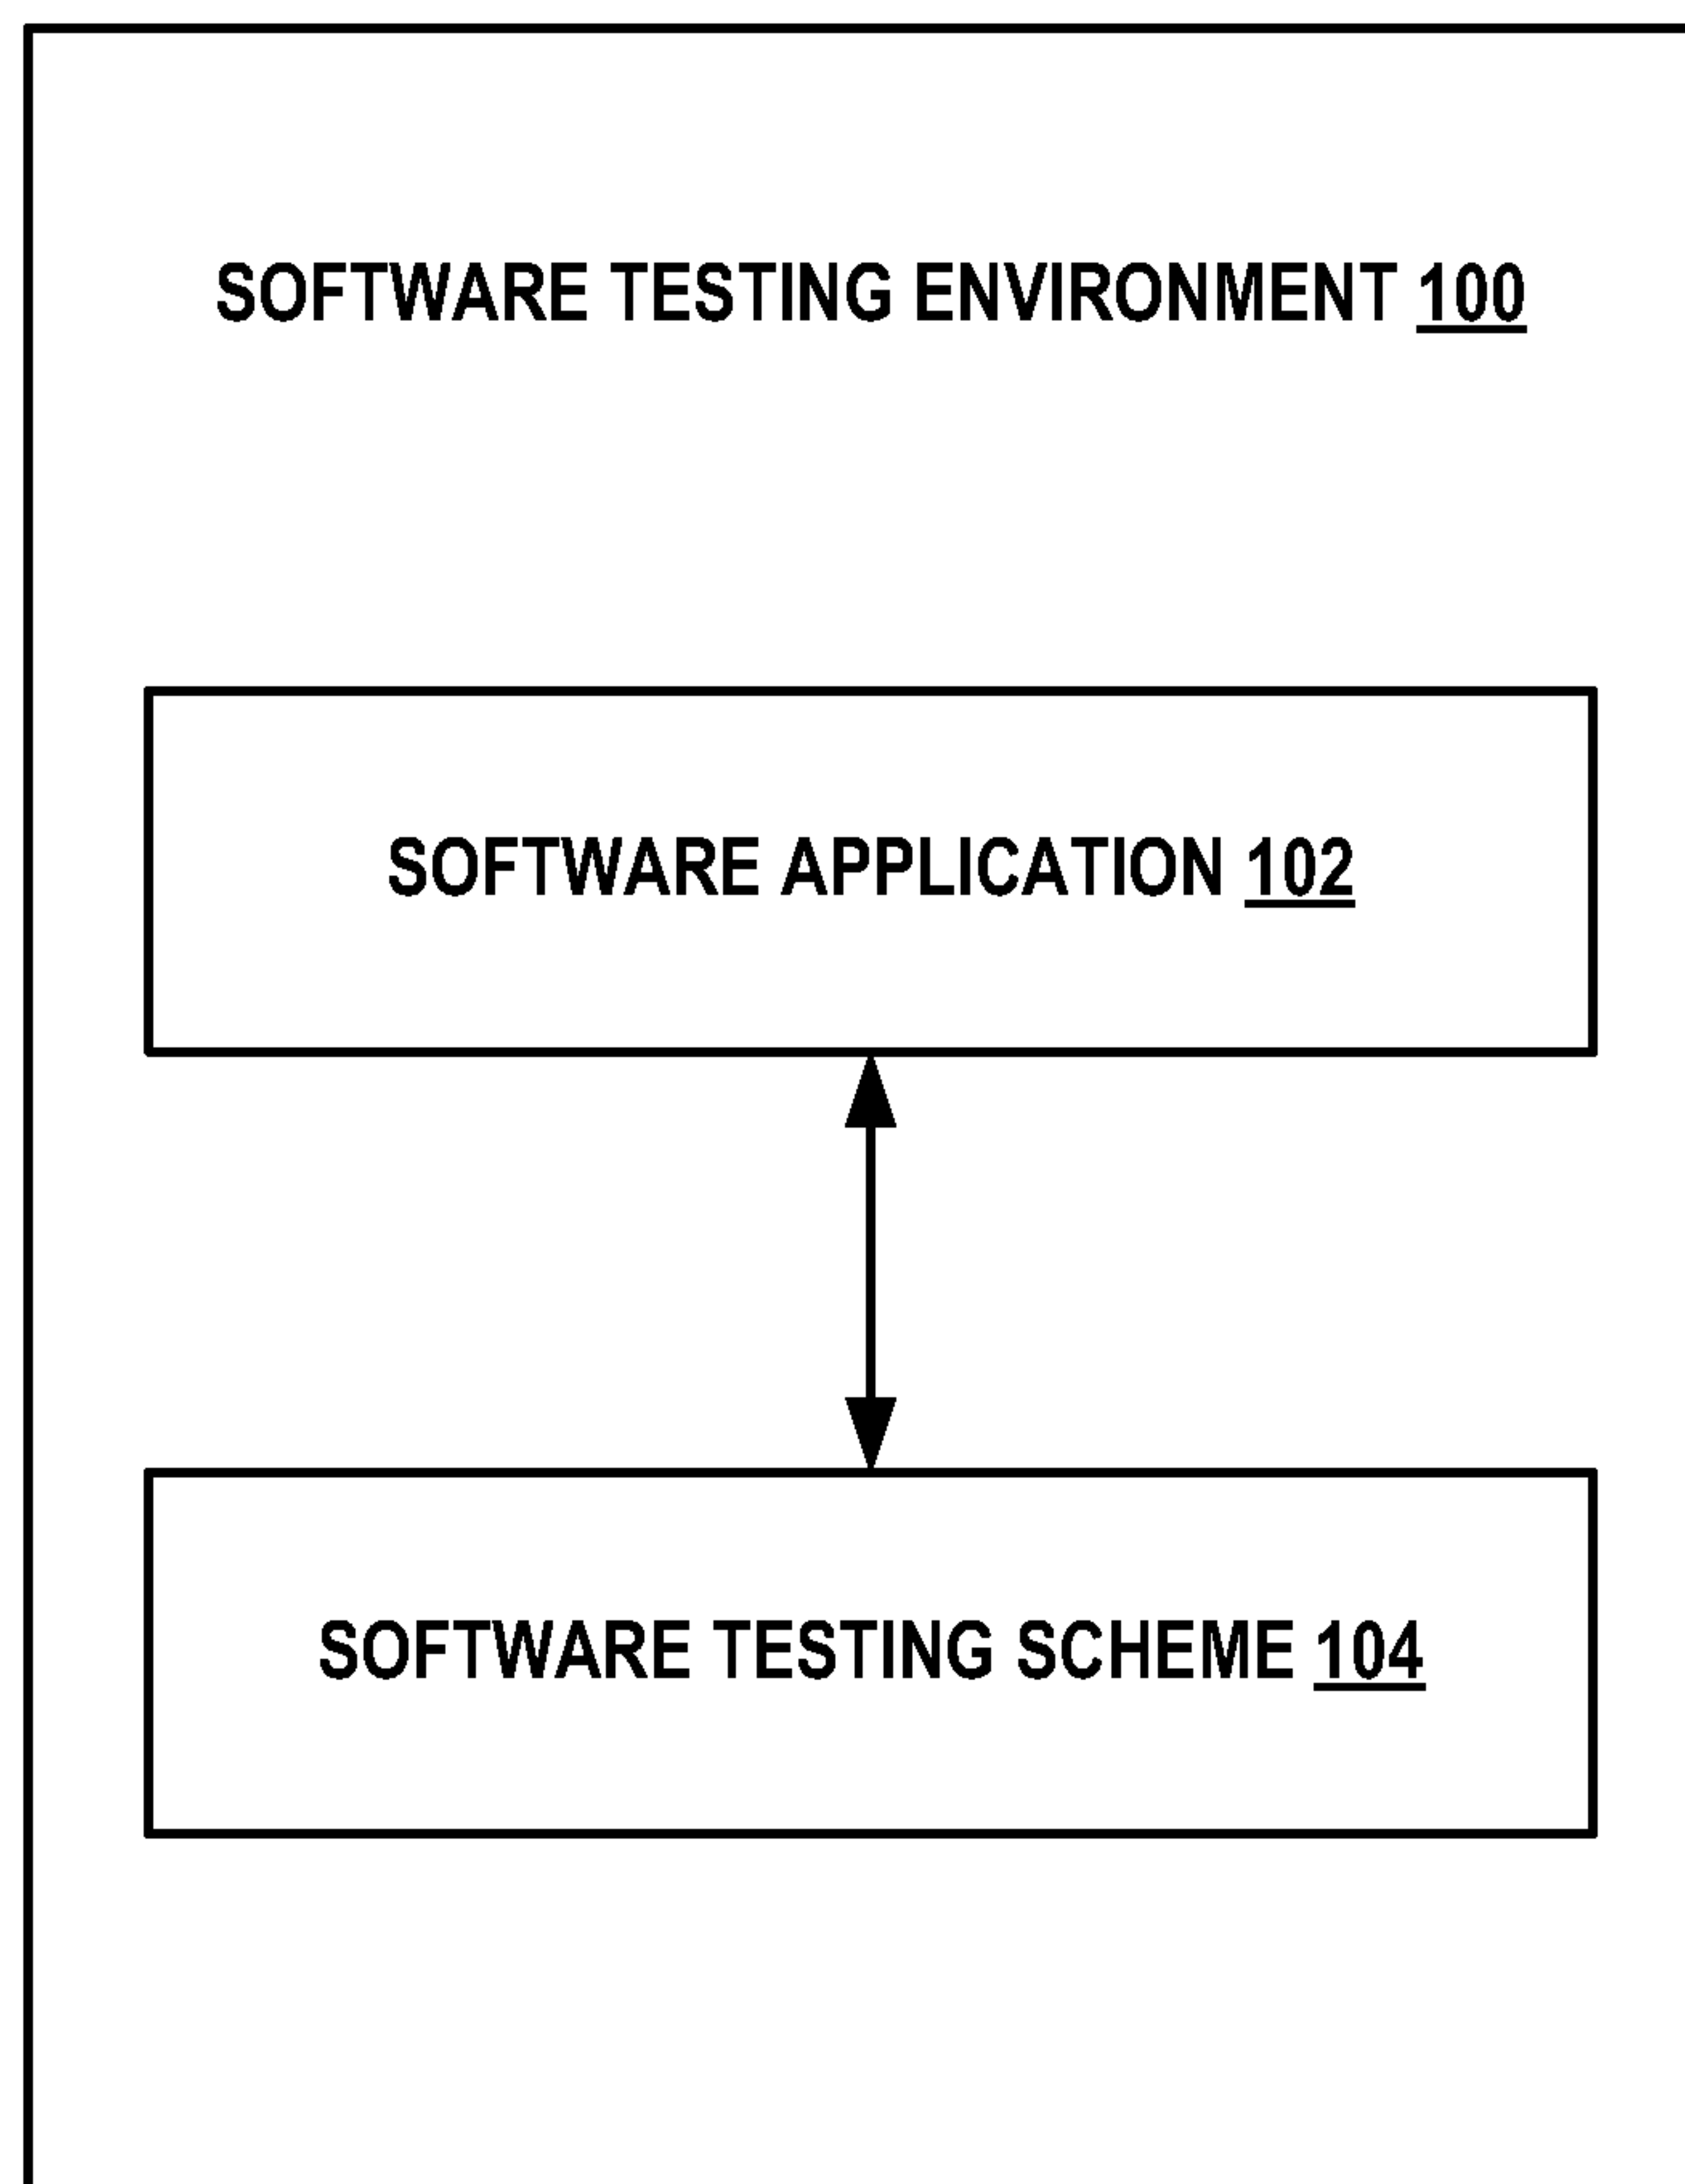 SOFTWARE TESTING ENVIRONMENT 100
SOFTWARE APPLICATION 102
SOFTWARE TESTING SCHEME 104